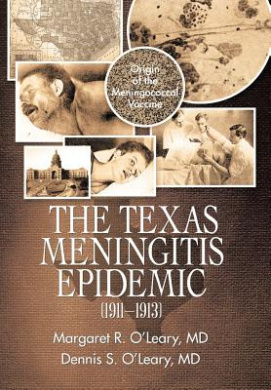 Origin
of the
Meningococcal
Vaccine
THE TEXAS
MENINGITIS
EPIDEMIC
(1911–1913)
Margaret R. O'Leary, MD
Dennis S. O'Leary, MD